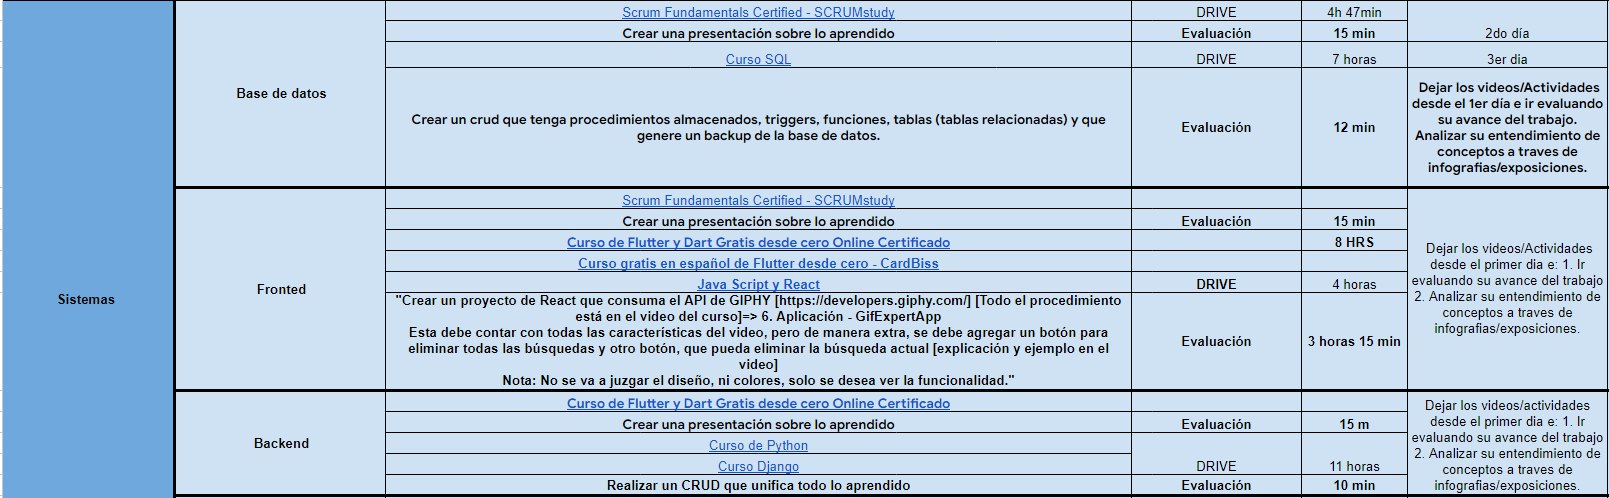 Sistemas
Base de datos
Scrum Fundamentals Certified - SCRUMstudy
DRIVE
4h 47min
Crear una presentación sobre lo aprendido
Evaluación
15 min
2do día
Curso SQL
DRIVE
7 horas
3er dia
Crear un crud que tenga procedimientos almacenados, triggers, funciones, tablas (tablas relacionadas) y que
genere un backup de la base de datos.
Evaluación
12 min
Dejar los videos/Actividades
desde el 1er día e ir evaluando
su avance del trabajo.
Analizar su entendimiento de
conceptos a traves de
infografias/exposiciones.
Fronted
Scrum Fundamentals Certified - SCRUMstudy
Crear una presentación sobre lo aprendido
Evaluación
15 min
Curso de Flutter y Dart Gratis desde cero Online Certificado
8 HRS
Curso gratis en español de Flutter desde cero - CardBiss
Java Script y React
DRIVE
4 horas
"Crear un proyecto de React que consuma el API de GIPHY [https://developers.giphy.com/] [Todo el procedimiento
está en el video del curso]=> 6. Aplicación - GifExpertApp
Esta debe contar con todas las características del video, pero de manera extra, se debe agregar un botón para
eliminar todas las búsquedas y otro botón, que pueda eliminar la búsqueda actual [explicación y ejemplo en el
video]
Nota: No se va a juzgar el diseño, ni colores, solo se desea ver la funcionalidad."
Evaluación
3 horas 15 min
Dejar los videos/Actividades
desde el primer dia e: 1. Ir
evaluando su avance del trabajo
2. Analizar su entendimiento de
conceptos a traves de
infografias/exposiciones.
Backend
Curso de Flutter y Dart Gratis desde cero Online Certificado
Crear una presentación sobre lo aprendido
Evaluación
15 m
Curso de Python
Curso Django
DRIVE
11 horas
Realizar un CRUD que unifica todo lo aprendido
Evaluación
10 min
Dejar los videos/actividades
desde el primer dia e: 1. Ir
evaluando su avance del trabajo
2. Analizar su entendimiento de
conceptos a traves de
infografias/exposiciones.